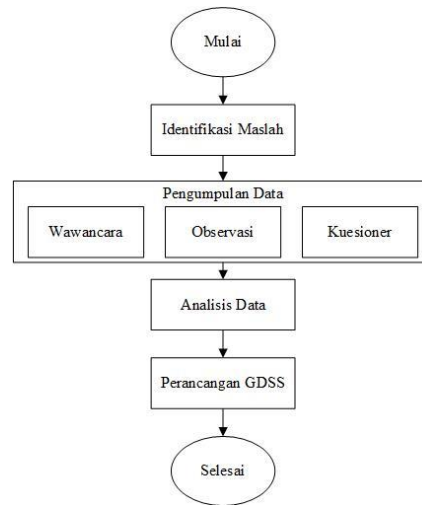 Mulai
Identifikasi Maslah
Pengumpulan Data
Wawancara
Observasi
Kuesioner
Analisis Data
Perancangan GDSS
Selesai